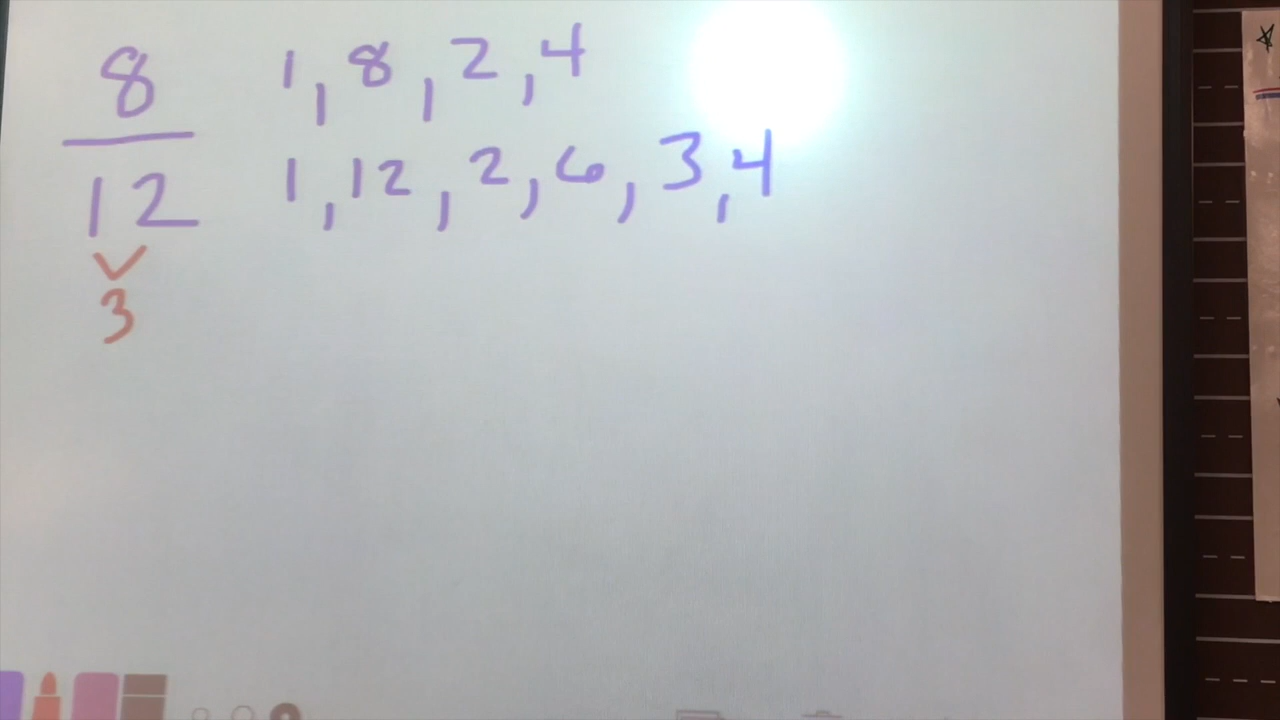 8 1, 8, 2, 4
12 1, 12, 2, 6, 3, 4
3